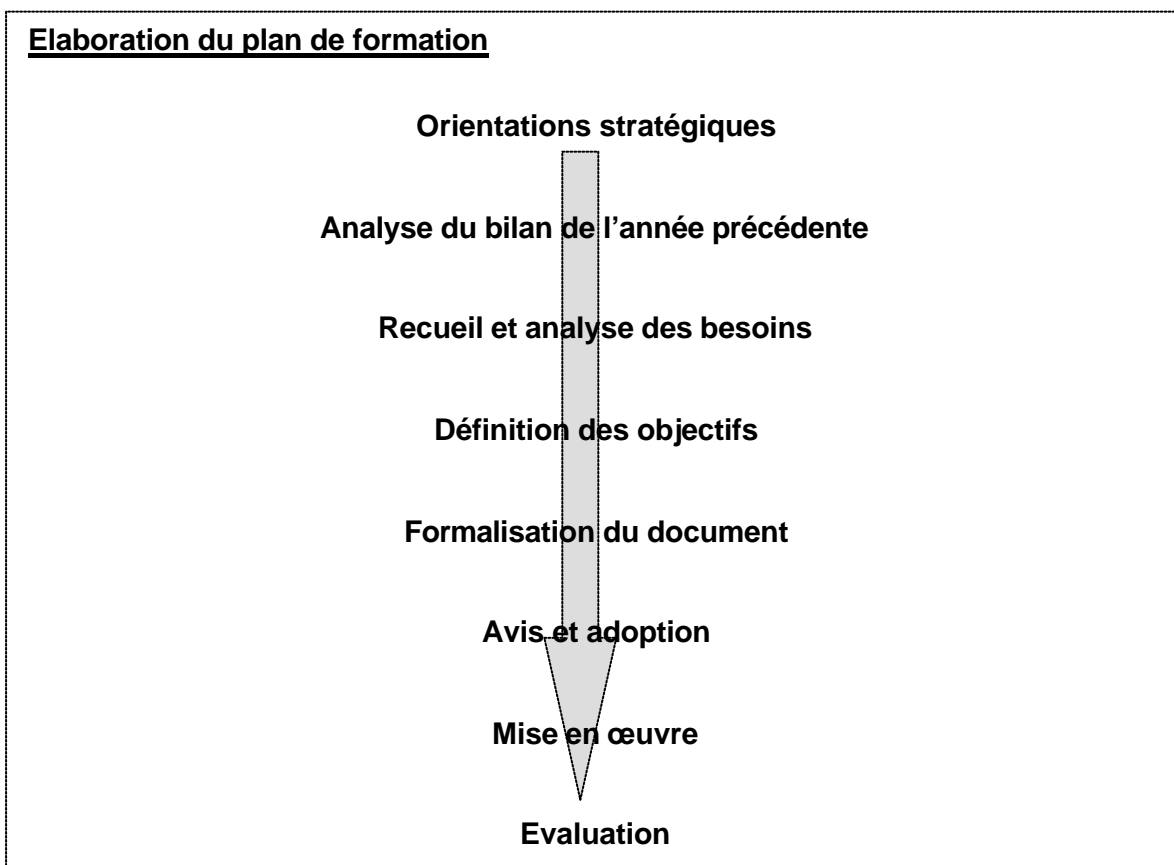 Elaboration du plan de formation
Orientations stratégiques
Analyse du bilan de l’année précédente
Recueil et analyse des besoins
Définition des objectifs
Formalisation du document
Avis et adoption
Mise en œuvre
Evaluation